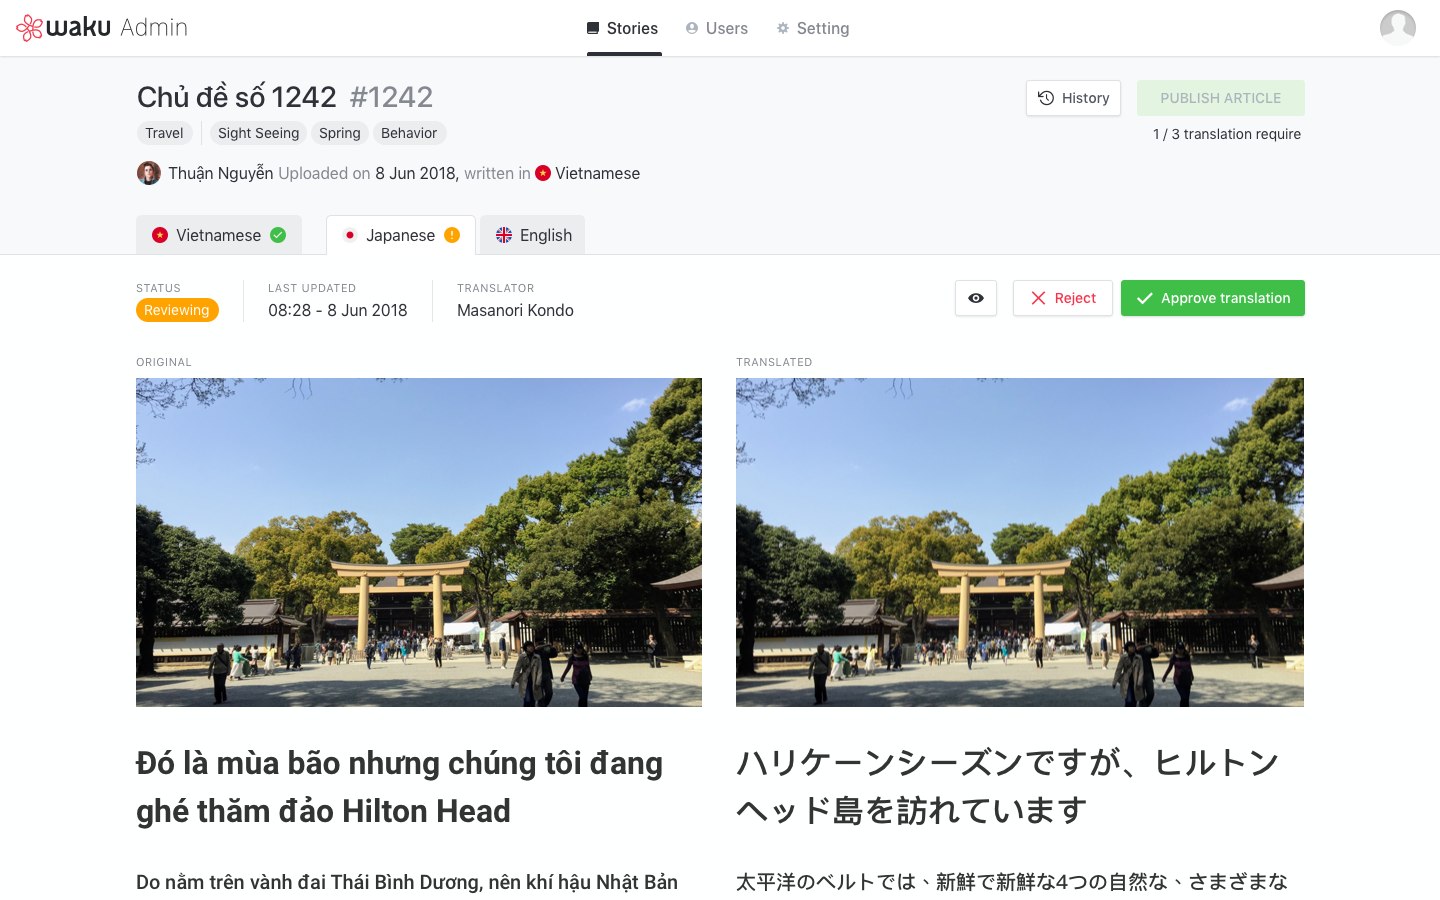 waku Admin
Stories
Users
Setting
Chủ đề số 1242 #1242
History
PUBLISH ARTICLE
Travel
Sight Seeing
Spring
Behavior
1 / 3 translation require
Thuận Nguyễn Uploaded on 8 Jun 2018, written in Vietnamese
Vietnamese
Japanese
English
STATUS
Reviewing
LAST UPDATED
08:28 - 8 Jun 2018
TRANSLATOR
Masanori Kondo
Reject
Approve translation
ORIGINAL
Đó là mùa bão nhưng chúng tôi đang
ghé thăm đảo Hilton Head
Do nằm trên vành đai Thái Bình Dương, nên khí hậu Nhật Bản
TRANSLATED
ハリケーンシーズンですが、ヒルトン
ヘッド島を訪れています
太平洋のベルトでは、新鮮で新鮮な4つの自然な、さまざまな